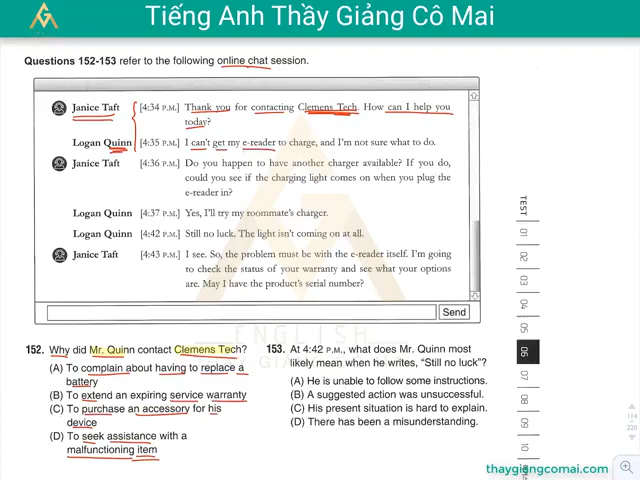 Tiếng Anh Thầy Giảng Cô Mai
Questions 152-153 refer to the following online chat session.
Janice Taft [4:34 P.M.] Thank you for contacting Clemens Tech. How can I help you
today?
Logan Quinn [4:35 P.M.] I can't get my e-reader to charge, and I'm not sure what to do.
Janice Taft [4:36 P.M.] Do you happen to have another charger available? If you do,
could you see if the charging light comes on when you plug the
e-reader in?
Logan Quinn [4:37 P.M.] Yes, I'll try my roommate's charger.
Logan Quinn [4:42 P.M.] Still no luck. The light isn't coming on at all.
Janice Taft [4:43 P.M.] I see. So, the problem must be with the e-reader itself. I'm going
to check the status of your warranty and see what your options
are. May I have the product's serial number?
Send
ENGLISH
152. Why did Mr. Quinn contact Clemens Tech?
(A) To complain about having to replace a
battery
(B) To extend an expiring service warranty
(C) To purchase an accessory for his
device
(D) To seek assistance with a
malfunctioning item
153. At 4:42 P.M., what does Mr. Quinn most
likely mean when he writes, "Still no luck"?
(A) He is unable to follow some instructions.
(B) A suggested action was unsuccessful.
(C) His present situation is hard to explain.
(D) There has been a misunderstanding.
TEST
01
02
03
04
05
06
07
08
09
10
114
220
thaygiangcomai.com